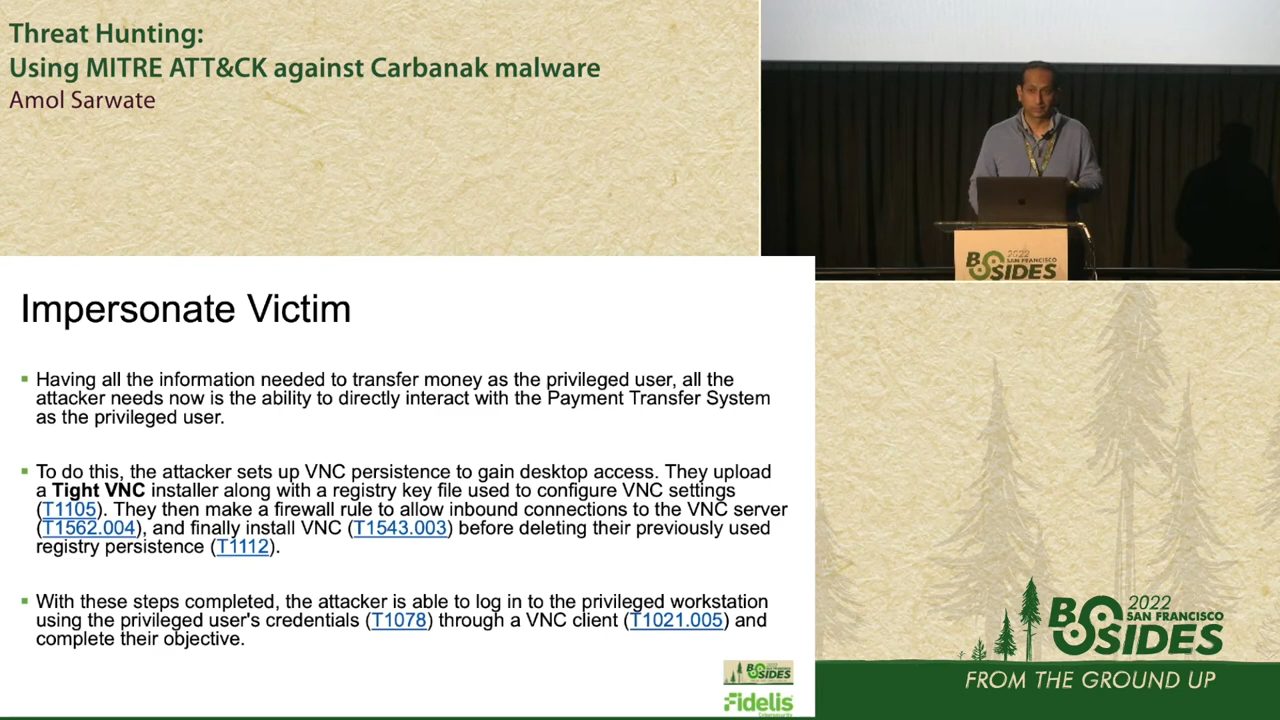 Threat Hunting:
Using MITRE ATT&CK against Carbanak malware
Amol Sarwate
2022
SAN FRANCISCO
BSIDES
Impersonate Victim
▪ Having all the information needed to transfer money as the privileged user, all the
attacker needs now is the ability to directly interact with the Payment Transfer System
as the privileged user.
▪ To do this, the attacker sets up VNC persistence to gain desktop access. They upload
a Tight VNC installer along with a registry key file used to configure VNC settings
(T1105). They then make a firewall rule to allow inbound connections to the VNC server
(T1562.004), and finally install VNC (T1543.003) before deleting their previously used
registry persistence (T1112).
▪ With these steps completed, the attacker is able to log in to the privileged workstation
using the privileged user's credentials (T1078) through a VNC client (T1021.005) and
complete their objective.
BSIDES
Fidelis
Cybersecurity
2022
SAN FRANCISCO
BSIDES
FROM THE GROUND UP